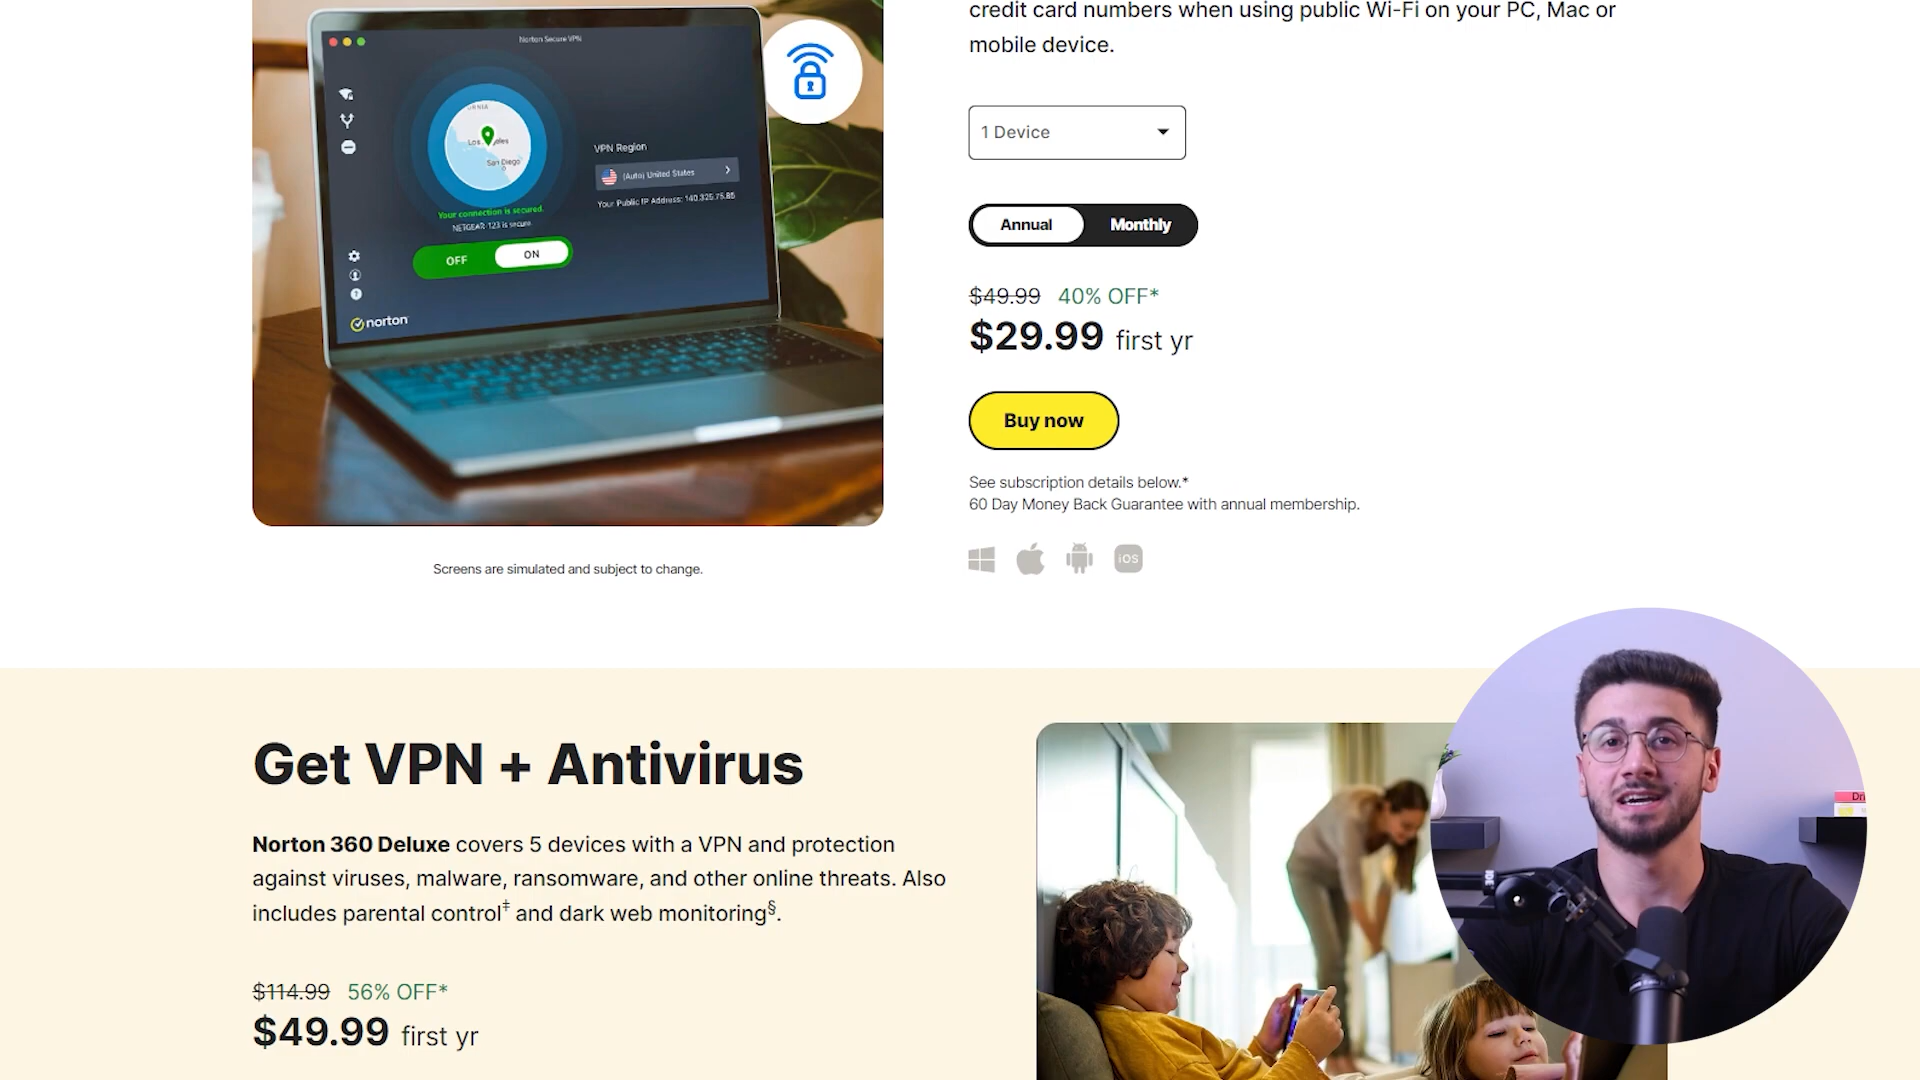 credit card numbers when using public Wi-Fi on your PC, Mac or
mobile device.
Norton Secure VPN
Los Angeles
San Diego
Your connection is secured.
NETGEAR-123 is secure.
OFF ON
VPN Region
(Auto) United States
Your Public IP Address: 140.325.75.85
norton
1 Device
Annual Monthly
$49.99 40% OFF*
$29.99 first yr
Buy now
See subscription details below.*
60 Day Money Back Guarantee with annual membership.
iOS
Screens are simulated and subject to change.
Get VPN + Antivirus
Norton 360 Deluxe covers 5 devices with a VPN and protection
against viruses, malware, ransomware, and other online threats. Also
includes parental control‡ and dark web monitoring§.
$114.99 56% OFF*
$49.99 first yr